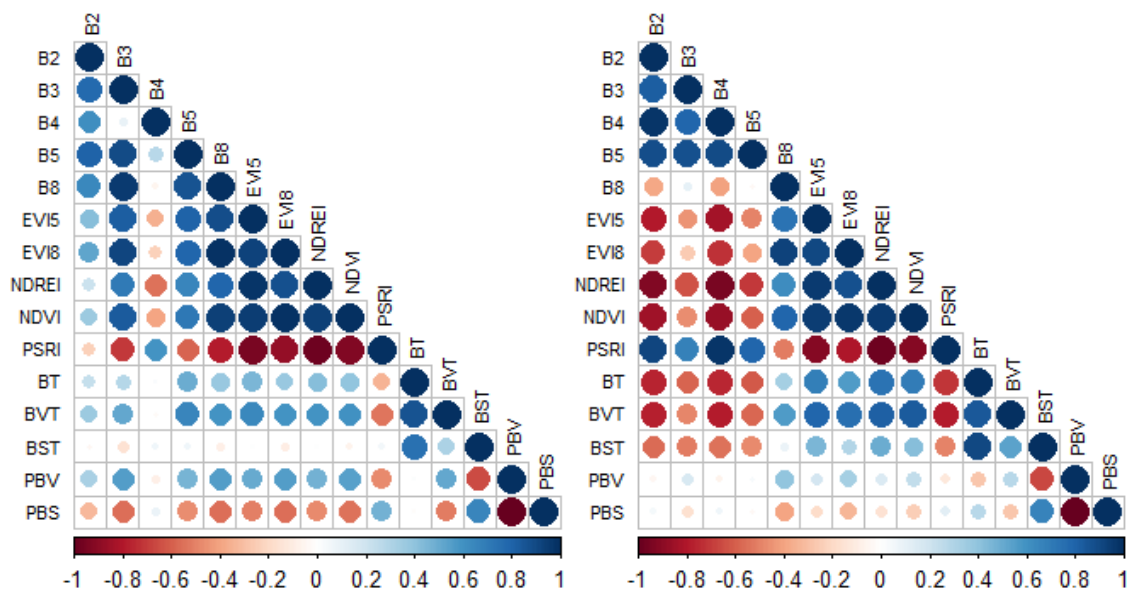 B2
B2
B3
B3
B4
B4
B5
B5
B8
B8
EVI5
EVI5
EVI8
EVI8
NDREI
NDREI
NDVI
NDVI
PSRI
PSRI
BT
BT
BVT
BVT
BST
BST
PBV
PBV
PBS
PBS
-1 -0.8 -0.6 -0.4 -0.2 0 0.2 0.4 0.6 0.8 1
B2
B2
B3
B3
B4
B4
B5
B5
B8
B8
EVI5
EVI5
EVI8
EVI8
NDREI
NDREI
NDVI
NDVI
PSRI
PSRI
BT
BT
BVT
BVT
BST
BST
PBV
PBV
PBS
PBS
-1 -0.8 -0.6 -0.4 -0.2 0 0.2 0.4 0.6 0.8 1